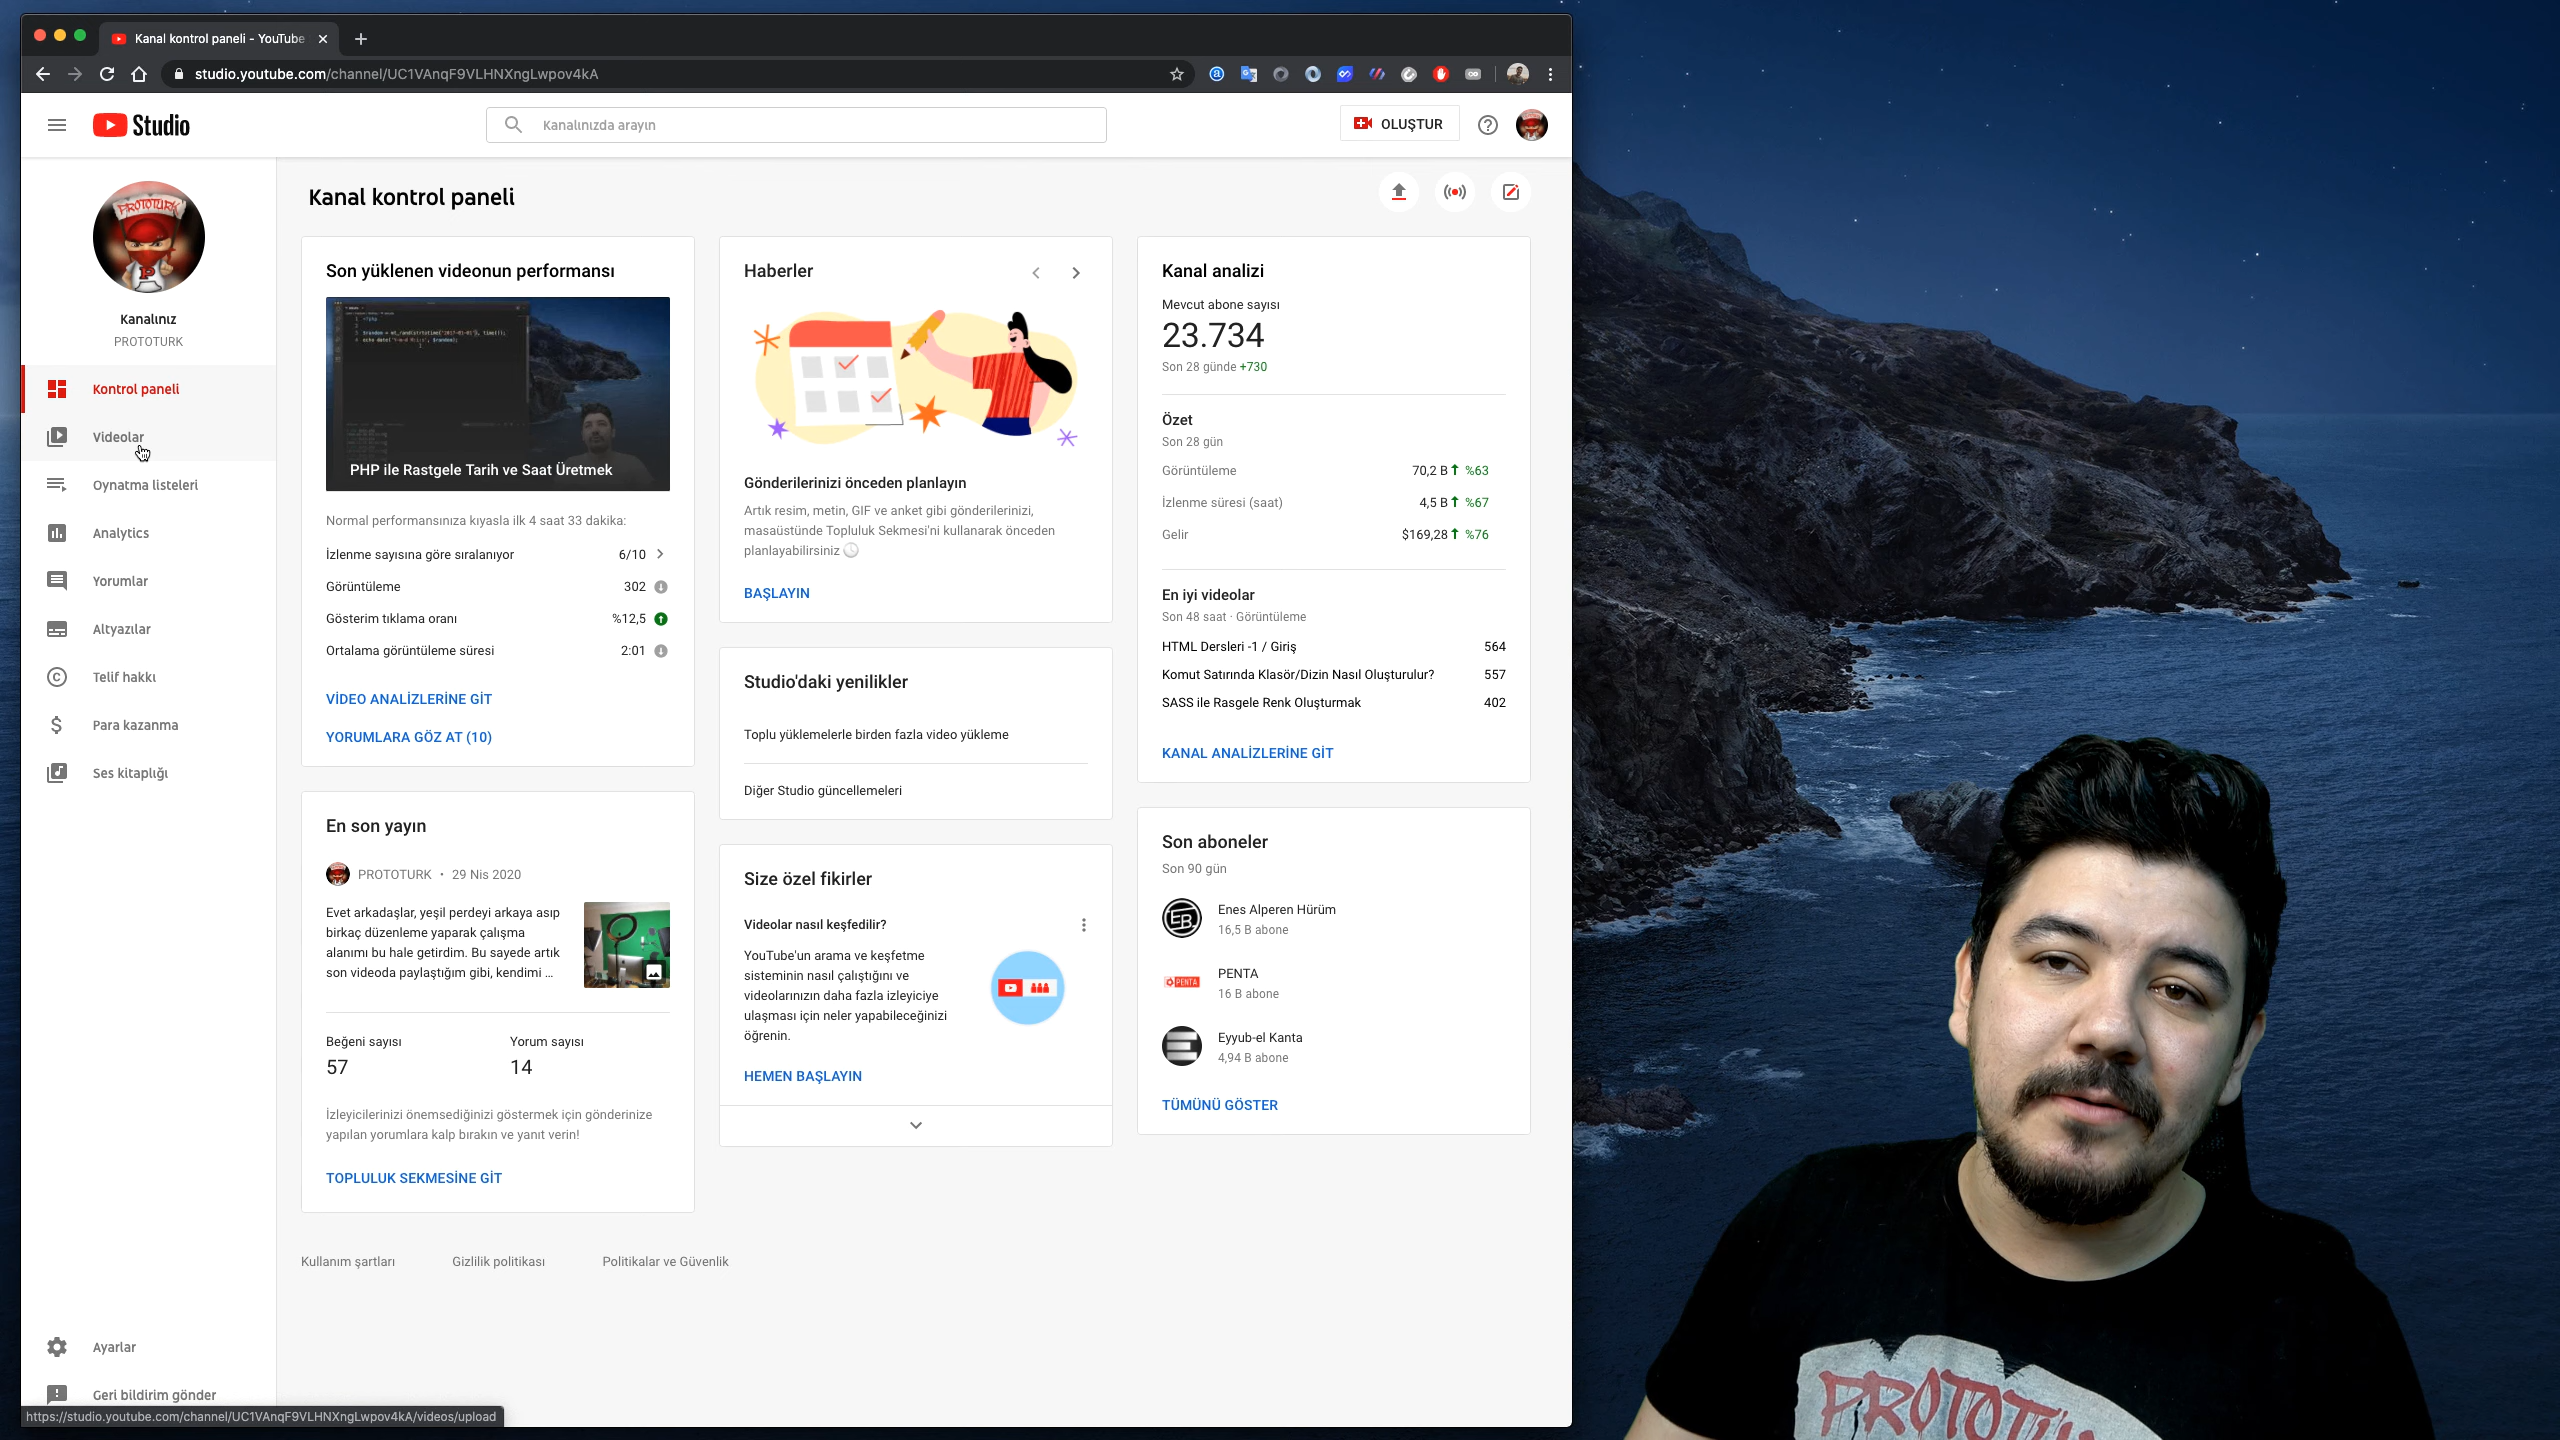 Kanal kontrol paneli - YouTube
studio.youtube.com/channel/UC1VAnqF9VLHNXngLwpov4kA
Studio
Kanalınızda arayın
OLUŞTUR
PROTOTURK
Kanalınız
PROTOTURK
Kontrol paneli
Videolar
Oynatma listeleri
Analytics
Yorumlar
Altyazılar
Telif hakkı
Para kazanma
Ses kitaplığı
Ayarlar
Geri bildirim gönder
https://studio.youtube.com/channel/UC1VAnqF9VLHNXngLwpov4kA/videos/upload
Kanal kontrol paneli
Son yüklenen videonun performansı
PHP ile Rastgele Tarih ve Saat Üretmek
Normal performansınıza kıyasla ilk 4 saat 33 dakika:
İzlenme sayısına göre sıralanıyor 6/10
Görüntüleme 302
Gösterim tıklama oranı %12,5
Ortalama görüntüleme süresi 2:01
VİDEO ANALİZLERİNE GİT
YORUMLARA GÖZ AT (10)
En son yayın
PROTOTURK • 29 Nis 2020
Evet arkadaşlar, yeşil perdeyi arkaya asıp
birkaç düzenleme yaparak çalışma
alanımı bu hale getirdim. Bu sayede artık
son videoda paylaştığım gibi, kendimi ...
Beğeni sayısı Yorum sayısı
57 14
İzleyicilerinizi önemsediğinizi göstermek için gönderinize
yapılan yorumlara kalp bırakın ve yanıt verin!
TOPLULUK SEKMESİNE GİT
Haberler
Gönderilerinizi önceden planlayın
Artık resim, metin, GIF ve anket gibi gönderilerinizi,
masaüstünde Topluluk Sekmesi'ni kullanarak önceden
planlayabilirsiniz
BAŞLAYIN
Studio'daki yenilikler
Toplu yüklemelerle birden fazla video yükleme
Diğer Studio güncellemeleri
Size özel fikirler
Videolar nasıl keşfedilir?
YouTube'un arama ve keşfetme
sisteminin nasıl çalıştığını ve
videolarınızın daha fazla izleyiciye
ulaşması için neler yapabileceğinizi
öğrenin.
HEMEN BAŞLAYIN
Kanal analizi
Mevcut abone sayısı
23.734
Son 28 günde +730
Özet
Son 28 gün
Görüntüleme 70,2 B %63
İzlenme süresi (saat) 4,5 B %67
Gelir $169,28 %76
En iyi videolar
Son 48 saat · Görüntüleme
HTML Dersleri -1 / Giriş 564
Komut Satırında Klasör/Dizin Nasıl Oluşturulur? 557
SASS ile Rasgele Renk Oluşturmak 402
KANAL ANALİZLERİNE GİT
Son aboneler
Son 90 gün
EB
Enes Alperen Hürüm
16,5 B abone
PENTA
PENTA
16 B abone
Eyyub-el Kanta
4,94 B abone
TÜMÜNÜ GÖSTER
Kullanım şartları Gizlilik politikası Politikalar ve Güvenlik